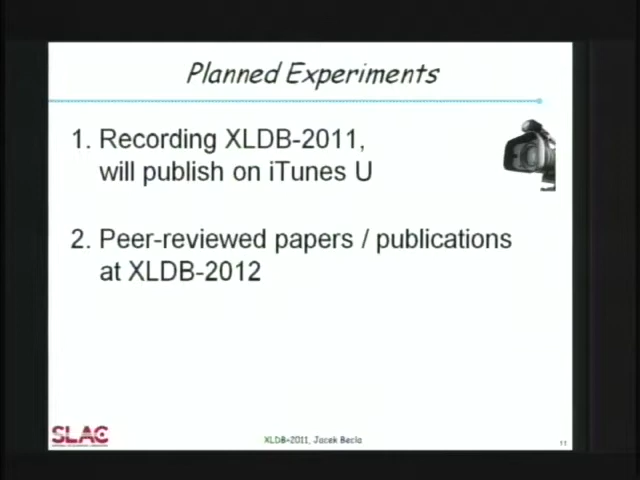 Planned Experiments
1. Recording XLDB-2011,
will publish on iTunes U
2. Peer-reviewed papers / publications
at XLDB-2012
SLAC
XLDB-2011, Jacek Becla
11